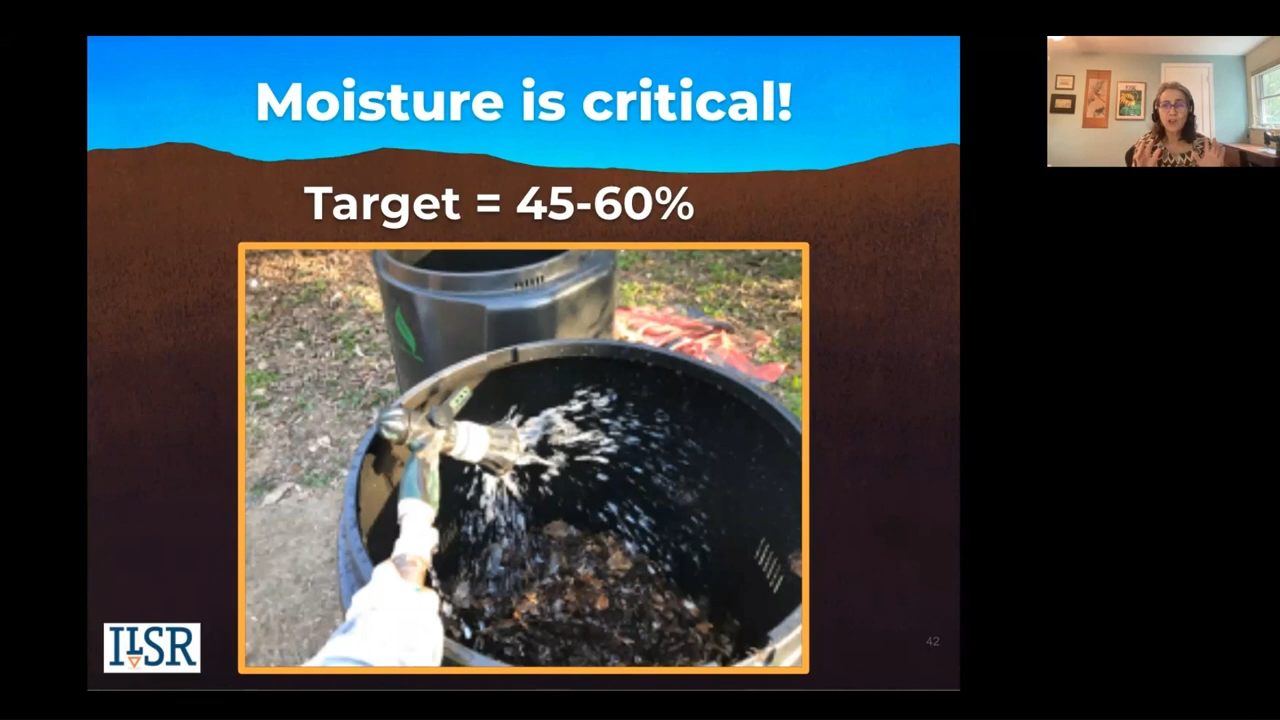 Moisture is critical!
Target = 45-60%
ILSR
42